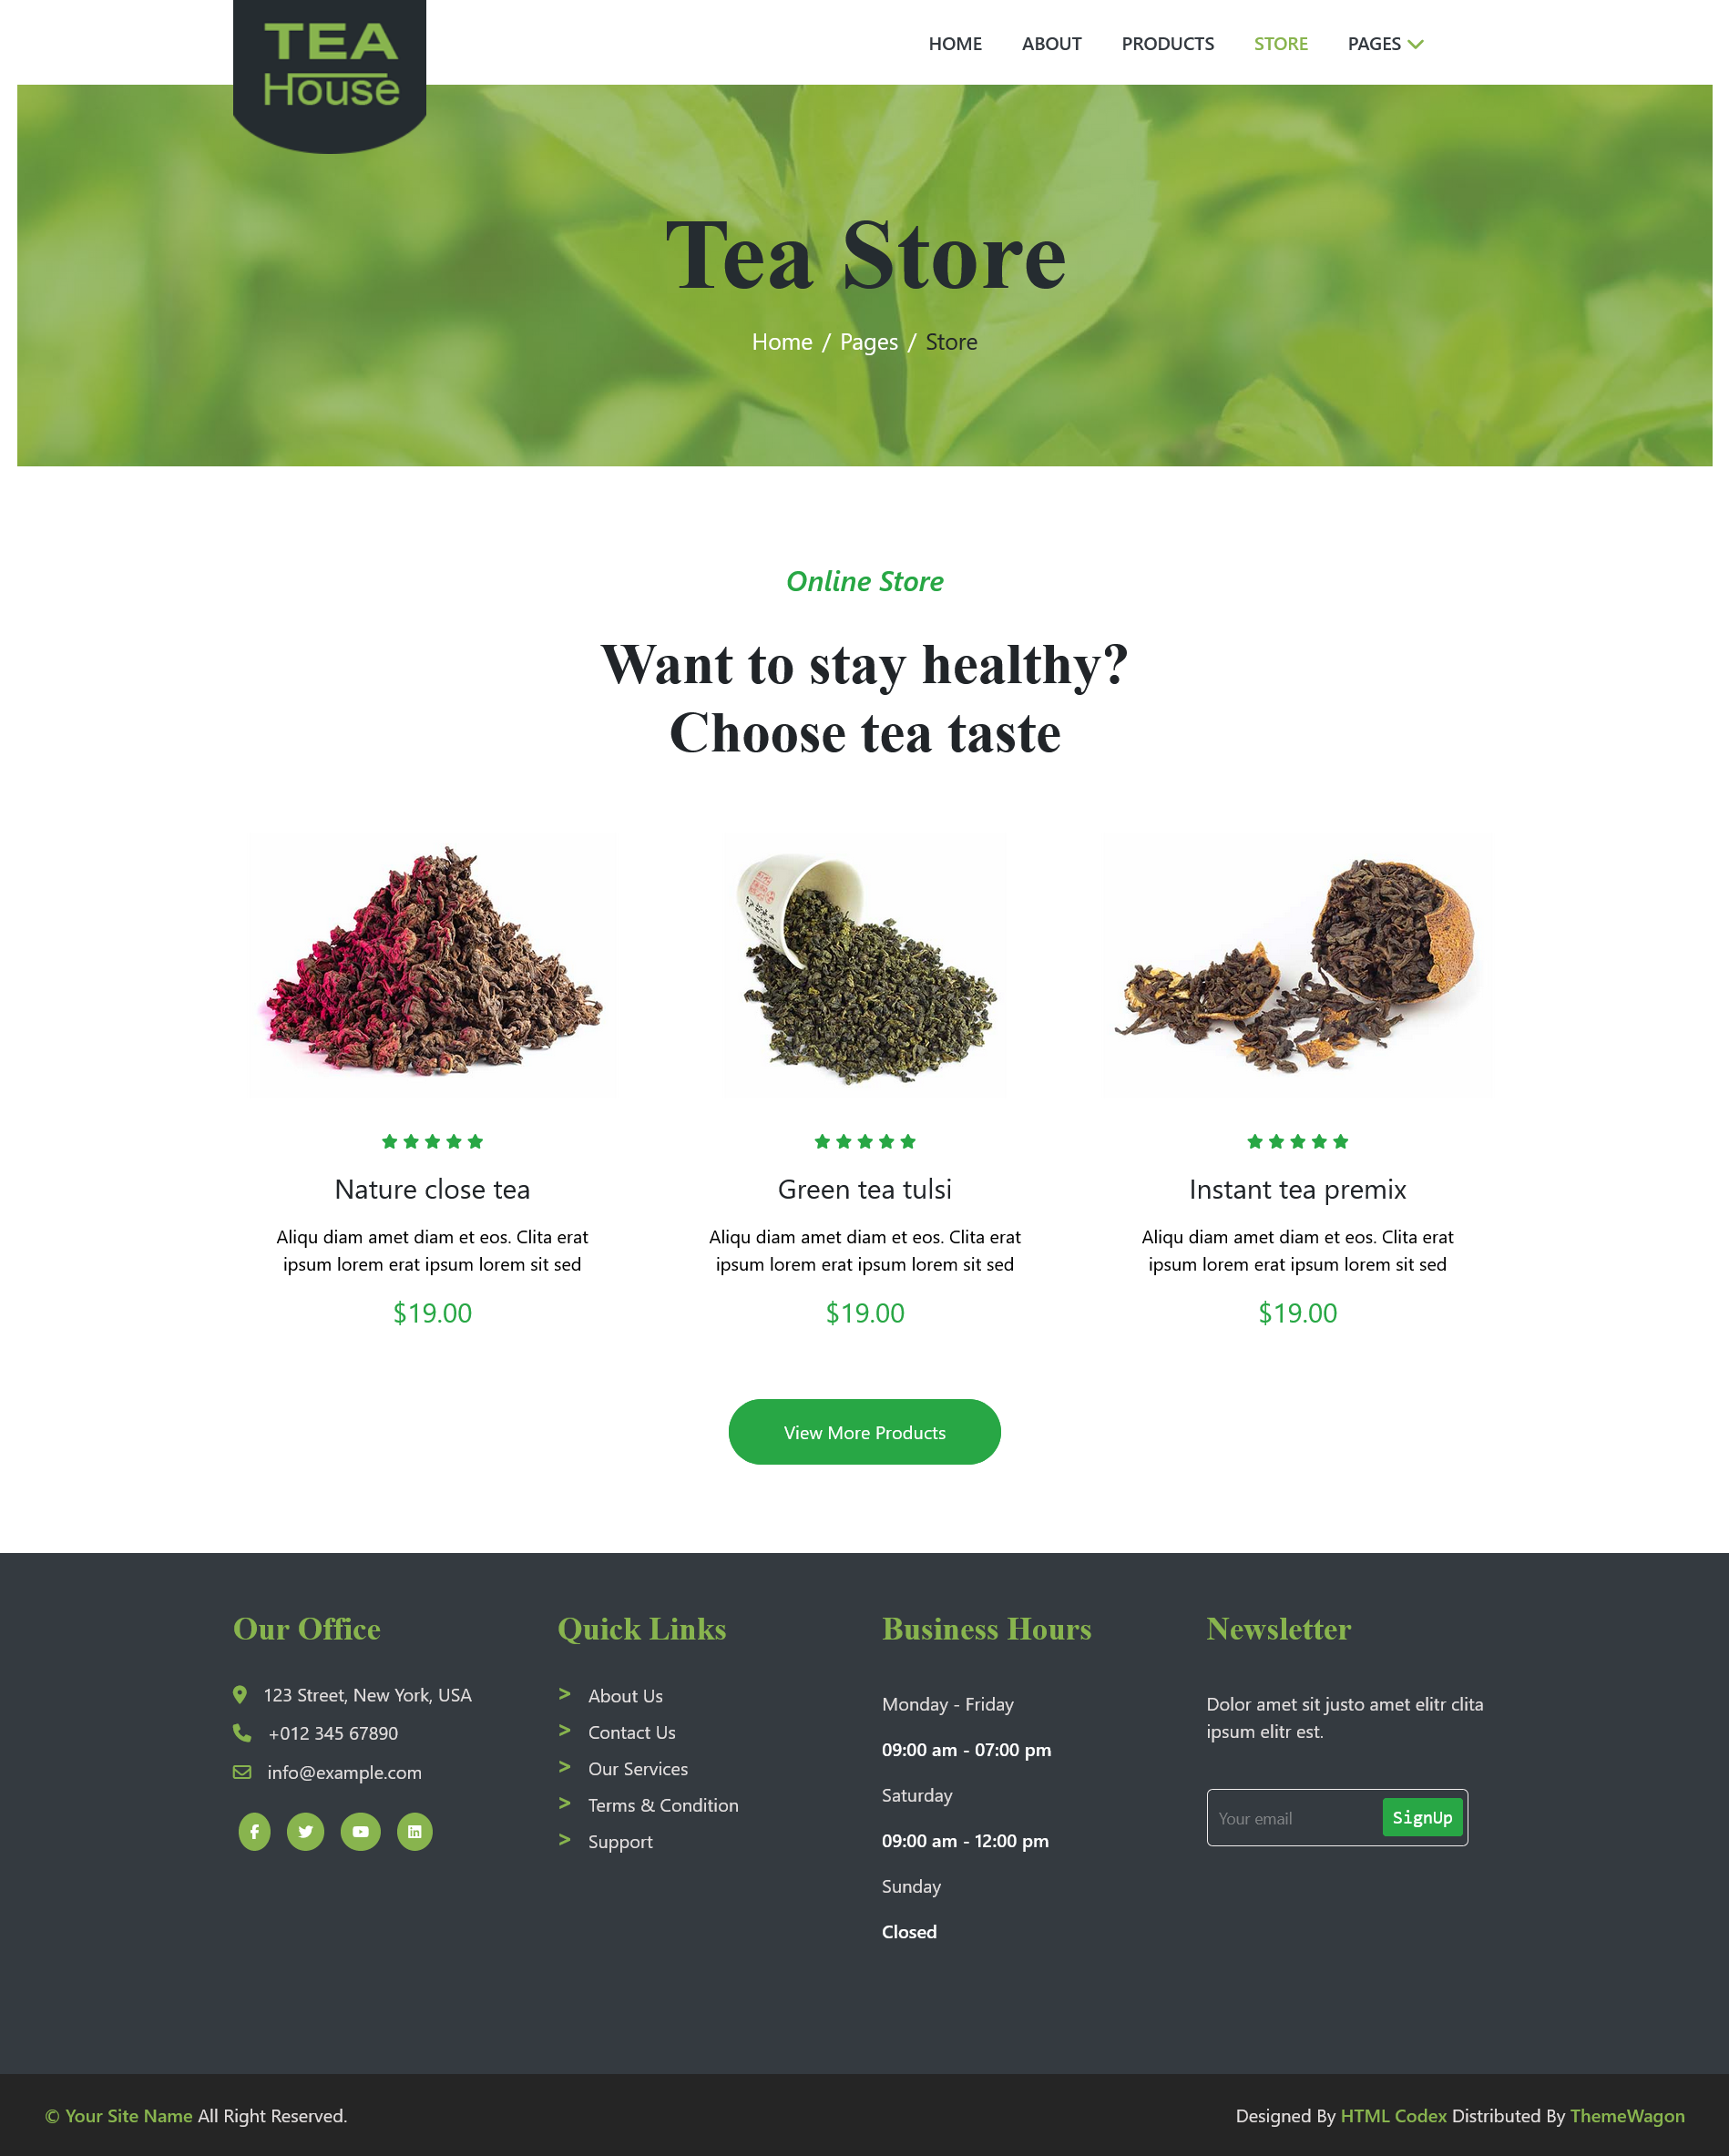 TEA
House
HOME ABOUT PRODUCTS STORE PAGES
Tea Store
Home / Pages / Store
Online Store
Want to stay healthy?
Choose tea taste
Nature close tea
Aliqu diam amet diam et eos. Clita erat
ipsum lorem erat ipsum lorem sit sed
$19.00
Green tea tulsi
Aliqu diam amet diam et eos. Clita erat
ipsum lorem erat ipsum lorem sit sed
$19.00
Instant tea premix
Aliqu diam amet diam et eos. Clita erat
ipsum lorem erat ipsum lorem sit sed
$19.00
View More Products
Our Office
123 Street, New York, USA
+012 345 67890
info@example.com
Quick Links
> About Us
> Contact Us
> Our Services
> Terms & Condition
> Support
Business Hours
Monday - Friday
09:00 am - 07:00 pm
Saturday
09:00 am - 12:00 pm
Sunday
Closed
Newsletter
Dolor amet sit justo amet elitr clita
ipsum elitr est.
Your email SignUp
© Your Site Name All Right Reserved.
Designed By HTML Codex Distributed By ThemeWagon